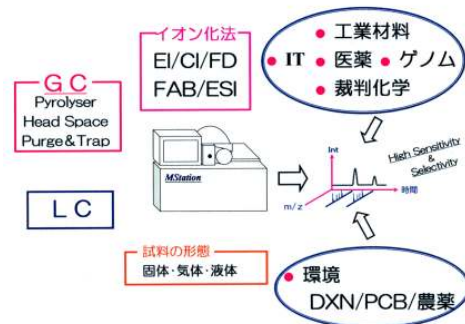 イオン化法
EI/CI/FD
FAB/ESI
GC
Pyrolyser
Head Space
Purge&Trap
LC
MStation
試料の形態
固体・気体・液体
● 工業材料
● IT ● 医薬 ● ゲノム
● 裁判化学
Int
m/z
時間
High Sensitivity
&
Selectivity
● 環境
DXN/PCB/農薬